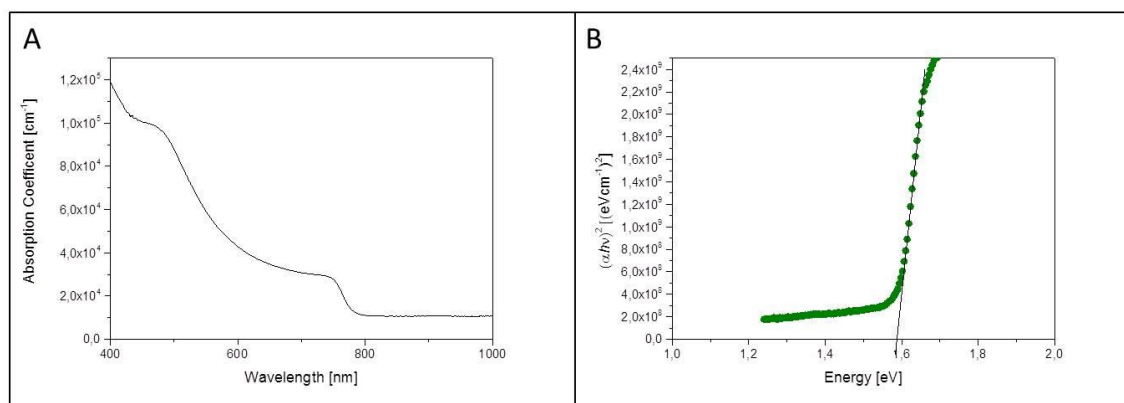 A
Absorption Coefficent [cm⁻¹]
1,2x10⁵
1,0x10⁵
8,0x10⁴
6,0x10⁴
4,0x10⁴
2,0x10⁴
0,0
400
500
600
700
800
900
1000
Wavelength [nm]
B
(αhν)² [(eVcm⁻¹)²]
2,4x10⁹
2,2x10⁹
2,0x10⁹
1,8x10⁹
1,6x10⁹
1,4x10⁹
1,2x10⁹
1,0x10⁹
8,0x10⁸
6,0x10⁸
4,0x10⁸
2,0x10⁸
0,0
1,0
1,2
1,4
1,6
1,8
2,0
Energy [eV]